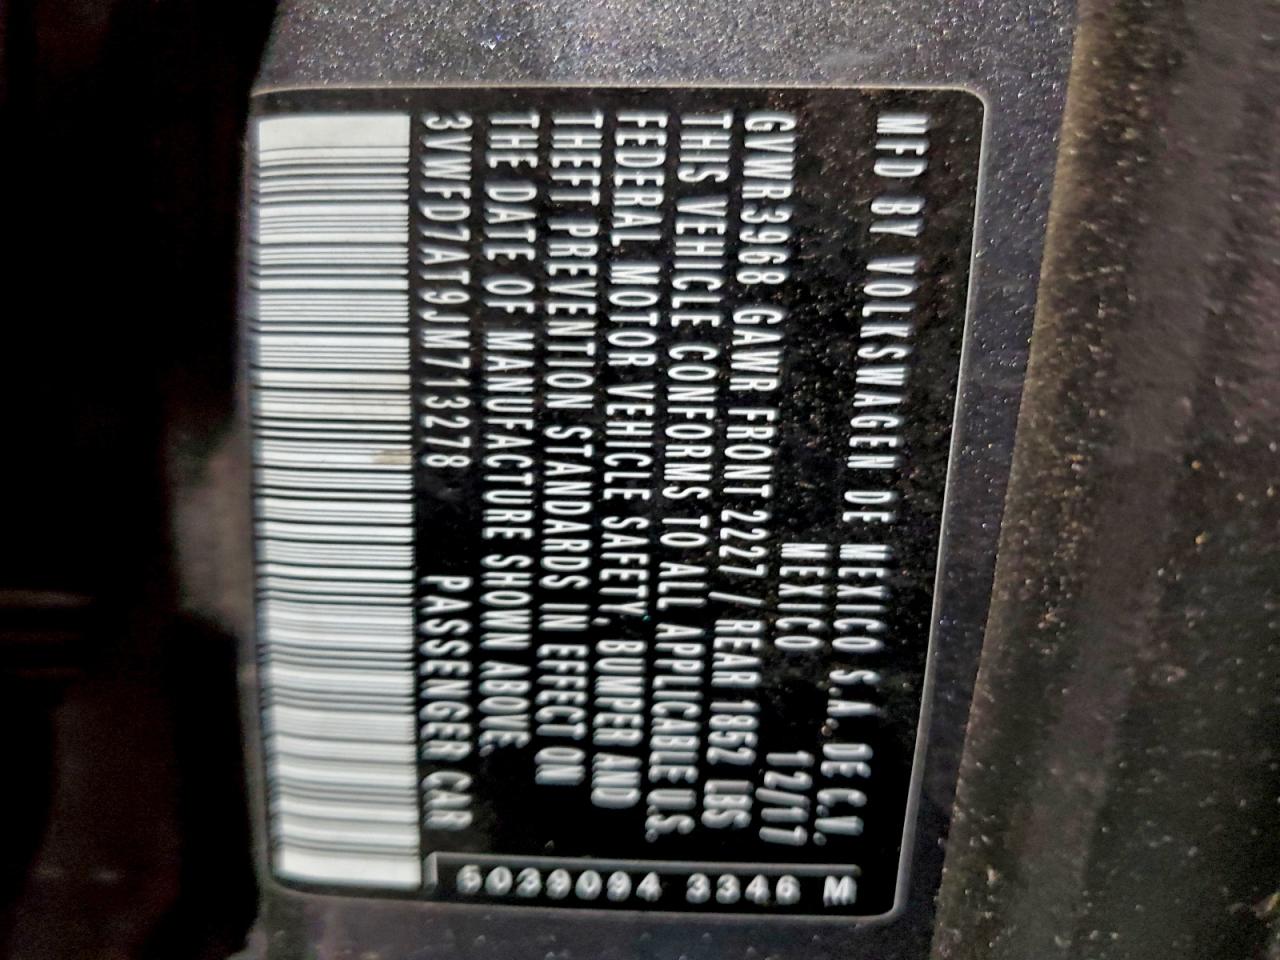 MFD BY VOLKSWAGEN DE MEXICO S.A. DE C.V.
MEXICO 12/17
GVWR 3968 GAWR FRONT 2227 / REAR 1852 LBS
THIS VEHICLE CONFORMS TO ALL APPLICABLE U.S.
FEDERAL MOTOR VEHICLE SAFETY, BUMPER AND
THEFT PREVENTION STANDARDS IN EFFECT ON
THE DATE OF MANUFACTURE SHOWN ABOVE.
3VWFD7AT9JM713278 PASSENGER CAR
5039094 3346 M